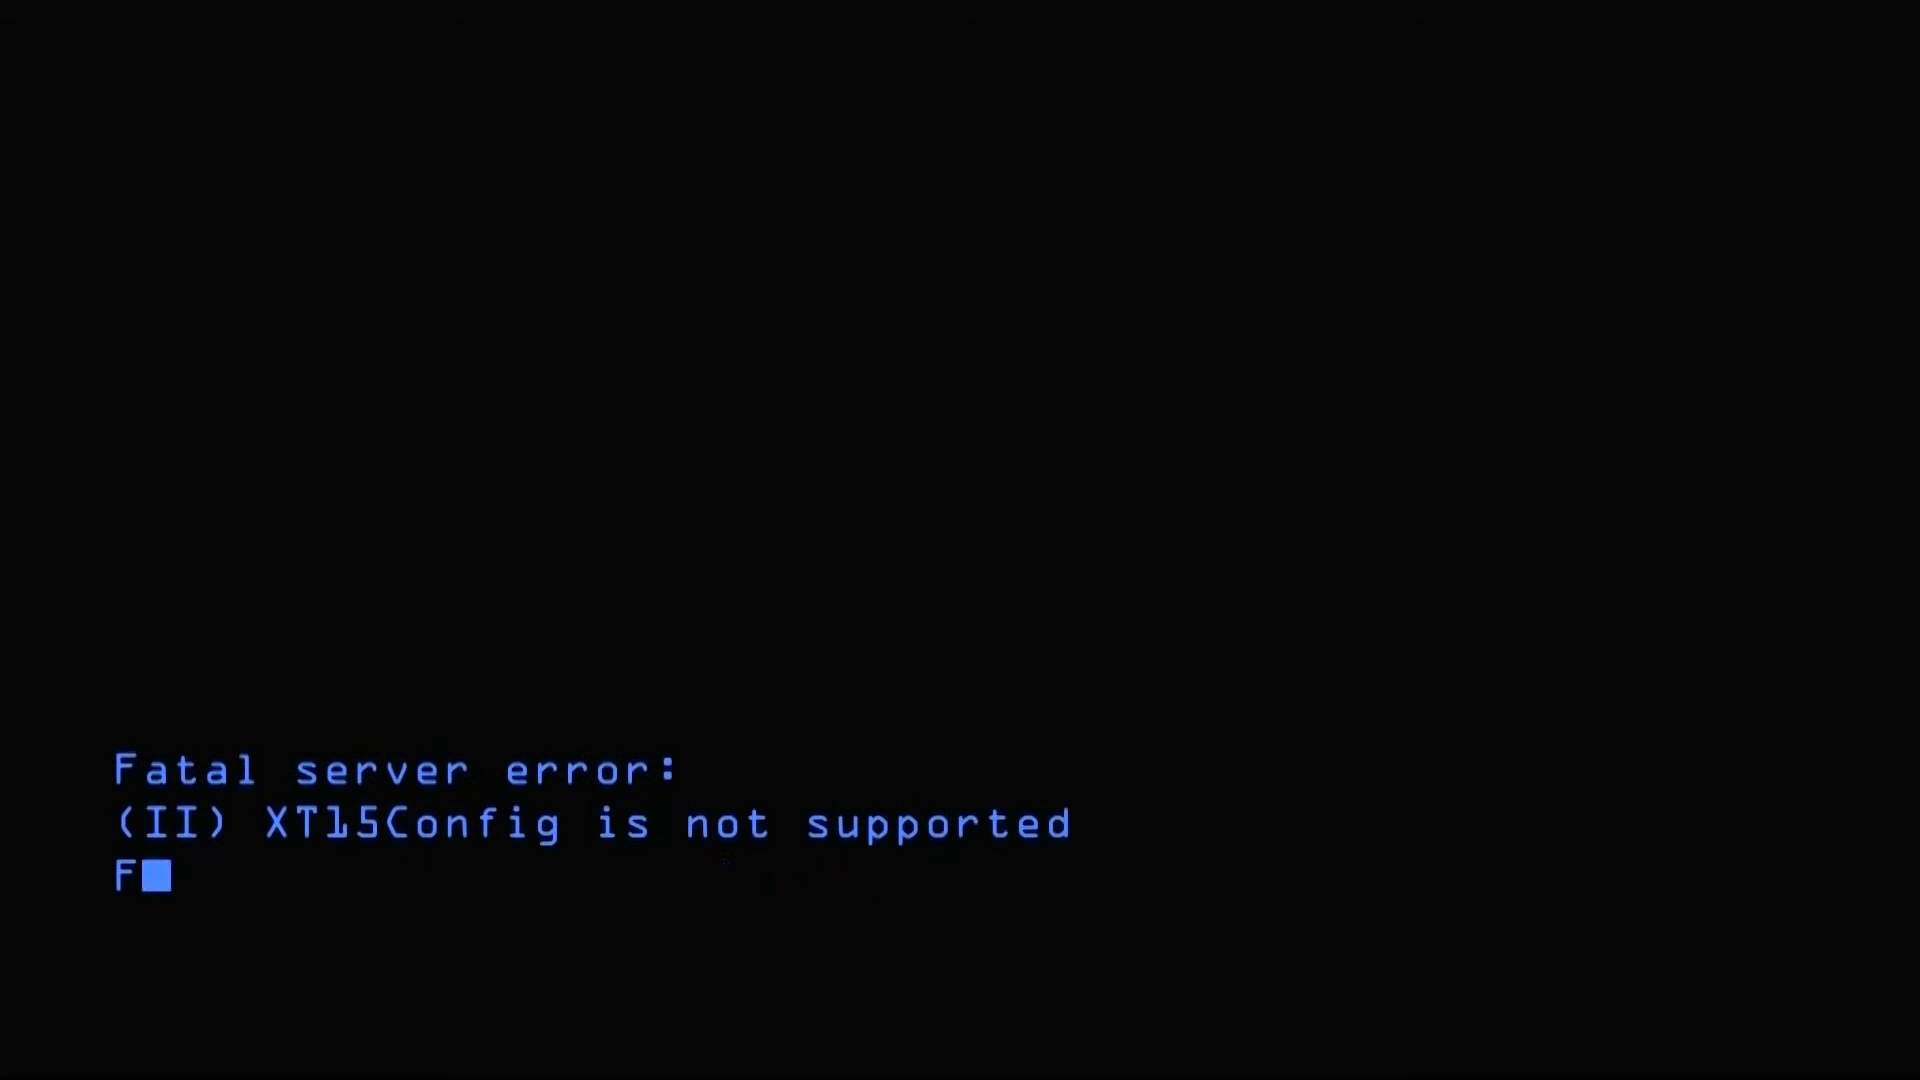 Fatal server error:
(II) XT15Config is not supported
F